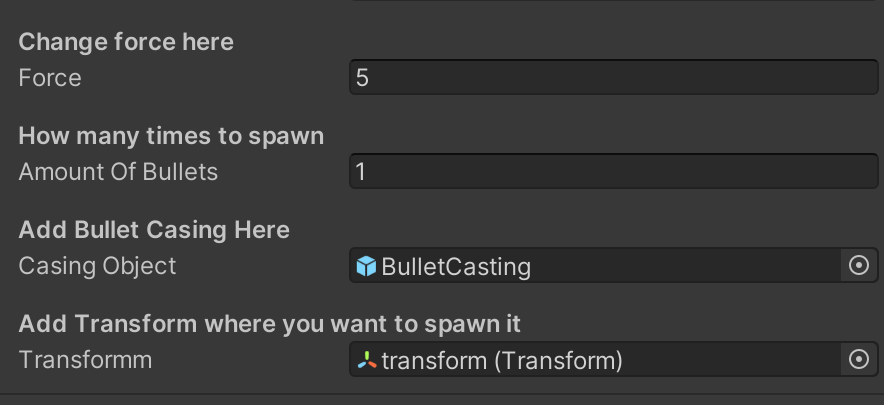 Change force here
Force 5
How many times to spawn
Amount Of Bullets 1
Add Bullet Casing Here
Casing Object BulletCasting
Add Transform where you want to spawn it
Transformm transform (Transform)